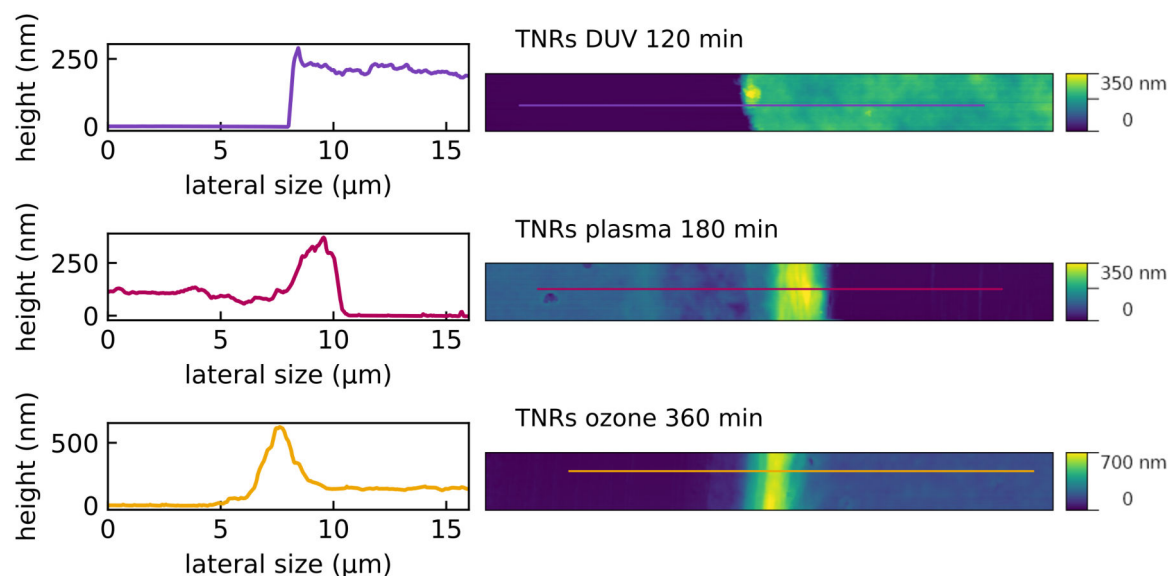 TNRs DUV 120 min
height (nm)
250
0
0 5 10 15
lateral size (μm)
350 nm
0
TNRs plasma 180 min
height (nm)
250
0
0 5 10 15
lateral size (μm)
350 nm
0
TNRs ozone 360 min
height (nm)
500
0
0 5 10 15
lateral size (μm)
700 nm
0